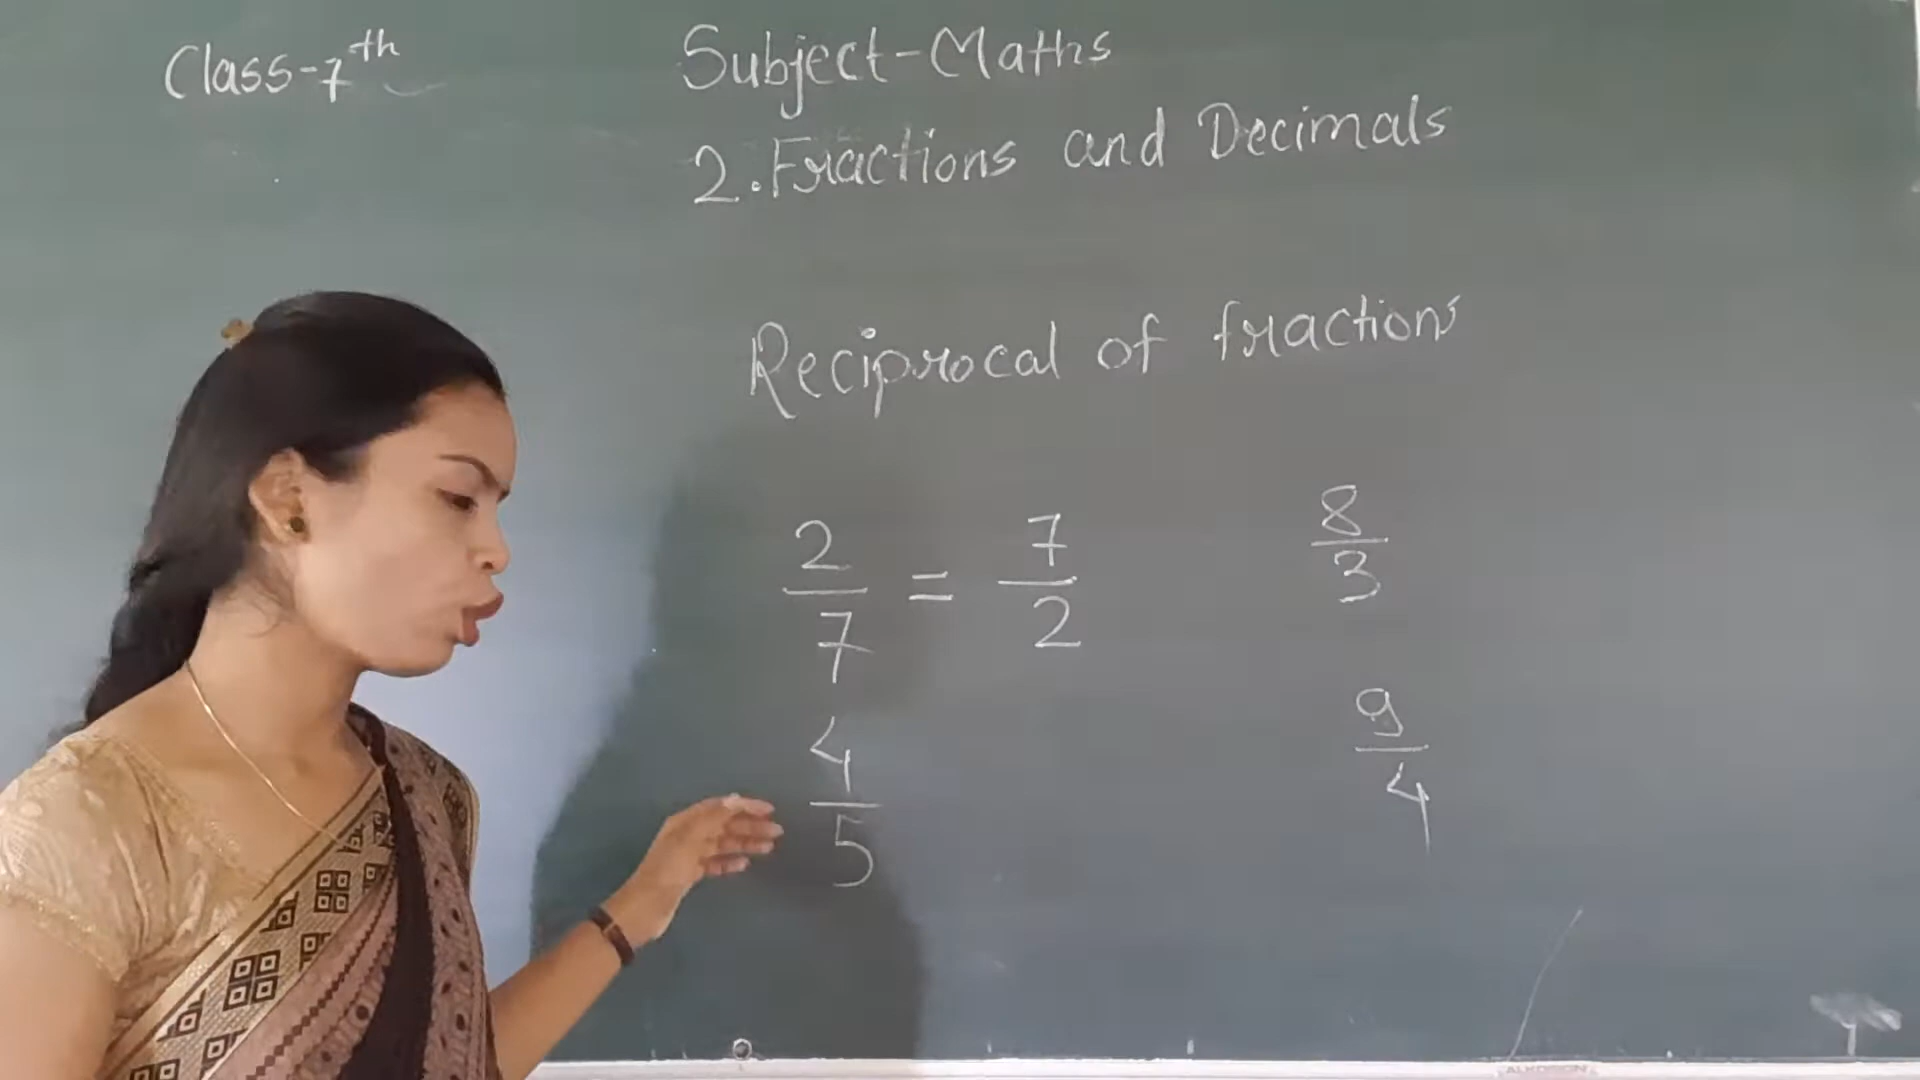 Class-7th
Subject-Maths
2. Fractions and Decimals
Reciprocal of fractions
2/7 = 7/2
8/3
4/5
9/4